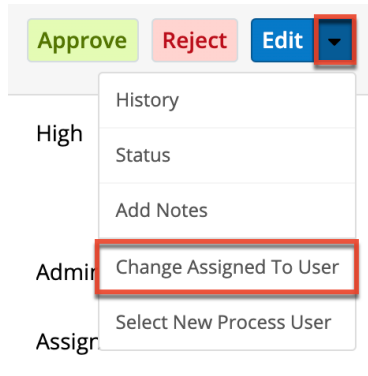 Approve Reject Edit
History
High
Status
Add Notes
Change Assigned To User
Select New Process User